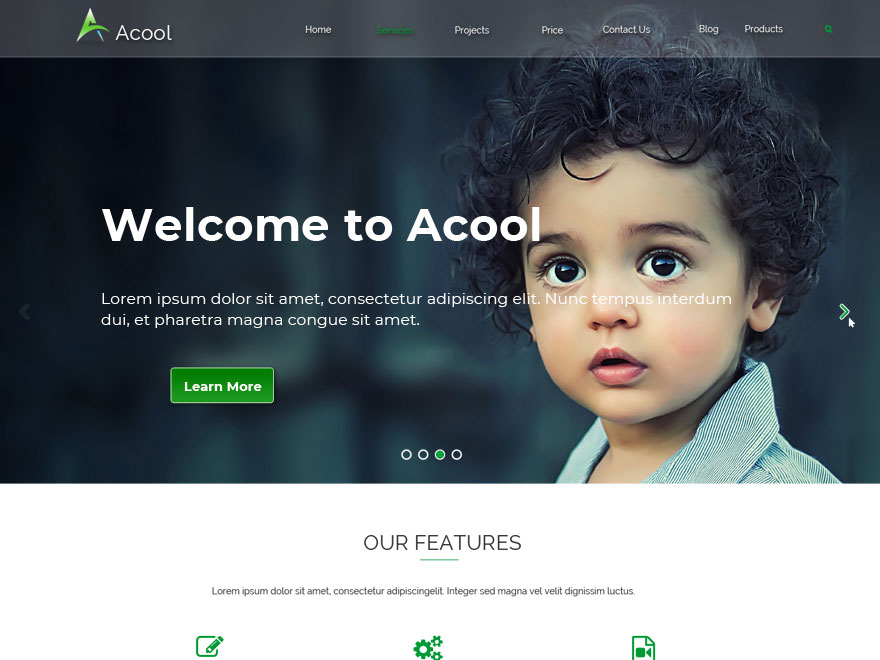 Acool
Home Services Projects Price Contact Us Blog Products
Welcome to Acool
Lorem ipsum dolor sit amet, consectetur adipiscing elit. Nunc tempus interdum
dui, et pharetra magna congue sit amet.
Learn More
OUR FEATURES
Lorem ipsum dolor sit amet, consectetur adipiscingelit. Integer sed magna vel velit dignissim luctus.